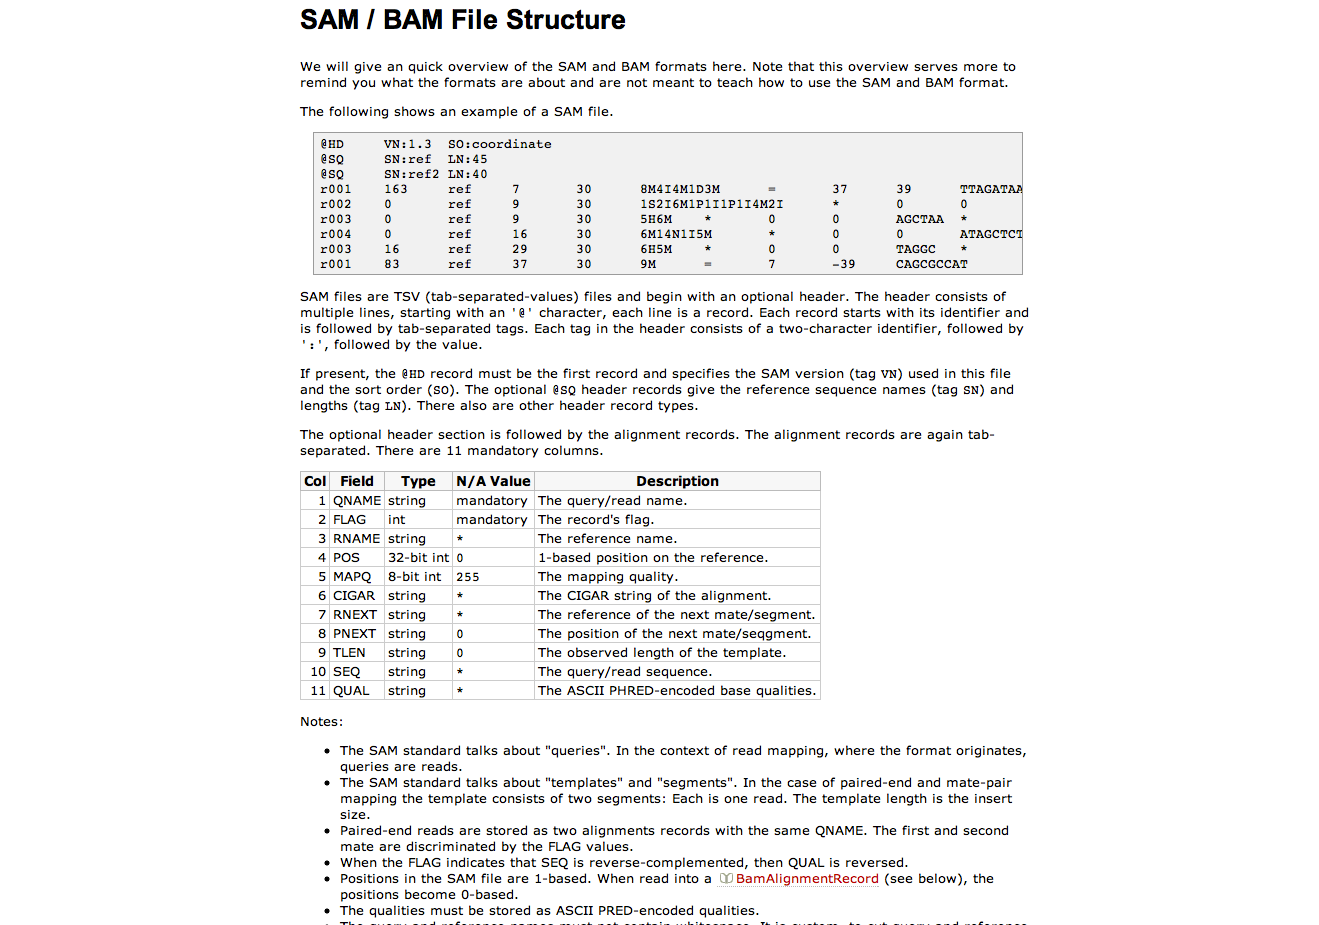 SAM / BAM File Structure
We will give an quick overview of the SAM and BAM formats here. Note that this overview serves more to
remind you what the formats are about and are not meant to teach how to use the SAM and BAM format.
The following shows an example of a SAM file.
@HD VN:1.3 SO:coordinate
@SQ SN:ref LN:45
@SQ SN:ref2 LN:40
r001 163 ref 7 30 8M4I4M1D3M = 37 39 TTAGATAA
r002 0 ref 9 30 1S2I6M1P1I1P1I4M2I * 0 0
r003 0 ref 9 30 5H6M * 0 0 AGCTAA *
r004 0 ref 16 30 6M14N1I5M * 0 0 ATAGCTCT
r003 16 ref 29 30 6H5M * 0 0 TAGGC *
r001 83 ref 37 30 9M = 7 -39 CAGCGCCAT
SAM files are TSV (tab-separated-values) files and begin with an optional header. The header consists of
multiple lines, starting with an '@' character, each line is a record. Each record starts with its identifier and
is followed by tab-separated tags. Each tag in the header consists of a two-character identifier, followed by
':', followed by the value.
If present, the @HD record must be the first record and specifies the SAM version (tag VN) used in this file
and the sort order (SO). The optional @SQ header records give the reference sequence names (tag SN) and
lengths (tag LN). There also are other header record types.
The optional header section is followed by the alignment records. The alignment records are again tab-
separated. There are 11 mandatory columns.
Col Field Type N/A Value Description
1 QNAME string mandatory The query/read name.
2 FLAG int mandatory The record's flag.
3 RNAME string * The reference name.
4 POS 32-bit int 0 1-based position on the reference.
5 MAPQ 8-bit int 255 The mapping quality.
6 CIGAR string * The CIGAR string of the alignment.
7 RNEXT string * The reference of the next mate/segment.
8 PNEXT string 0 The position of the next mate/seqgment.
9 TLEN string 0 The observed length of the template.
10 SEQ string * The query/read sequence.
11 QUAL string * The ASCII PHRED-encoded base qualities.
Notes:
• The SAM standard talks about "queries". In the context of read mapping, where the format originates,
queries are reads.
• The SAM standard talks about "templates" and "segments". In the case of paired-end and mate-pair
mapping the template consists of two segments: Each is one read. The template length is the insert
size.
• Paired-end reads are stored as two alignments records with the same QNAME. The first and second
mate are discriminated by the FLAG values.
• When the FLAG indicates that SEQ is reverse-complemented, then QUAL is reversed.
• Positions in the SAM file are 1-based. When read into a BamAlignmentRecord (see below), the
positions become 0-based.
• The qualities must be stored as ASCII PRED-encoded qualities.